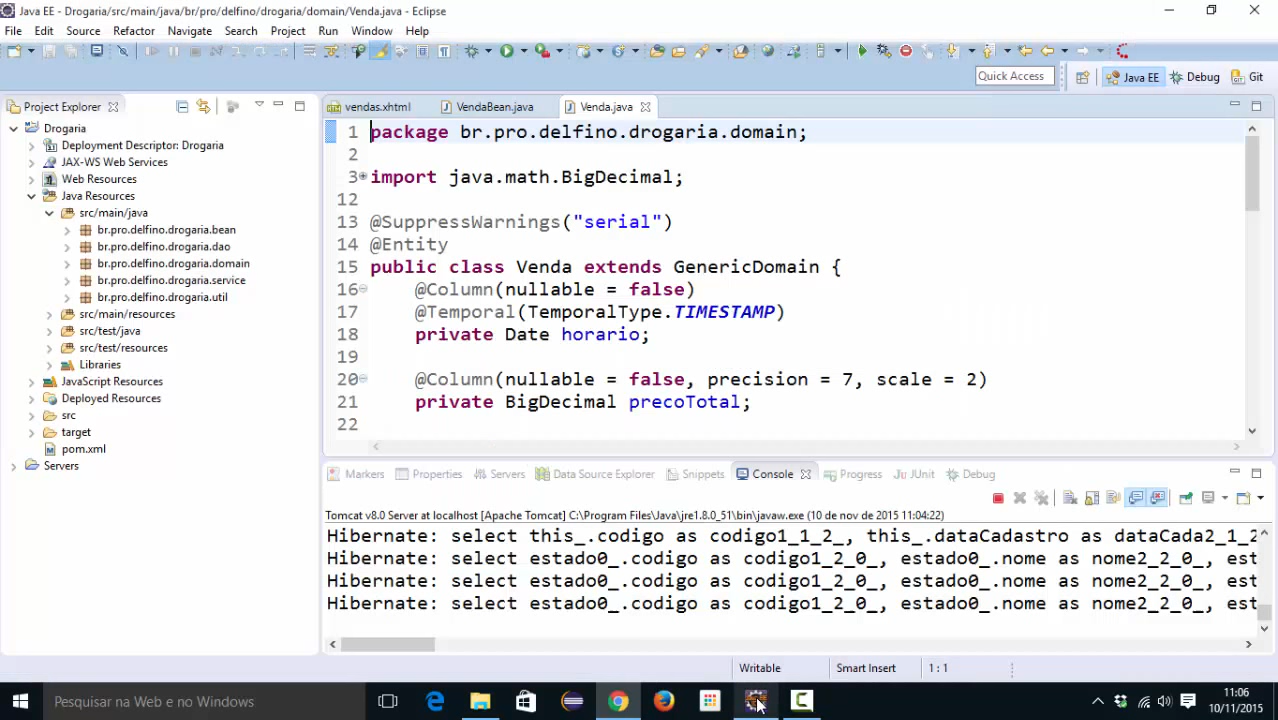 Java EE - Drogaria/src/main/java/br/pro/delfino/drogaria/domain/Venda.java - Eclipse
File Edit Source Refactor Navigate Search Project Run Window Help
Quick Access Java EE Debug Git
Project Explorer
vendas.xhtml VendaBean.java Venda.java
Drogaria
Deployment Descriptor: Drogaria
JAX-WS Web Services
Web Resources
Java Resources
src/main/java
br.pro.delfino.drogaria.bean
br.pro.delfino.drogaria.dao
br.pro.delfino.drogaria.domain
br.pro.delfino.drogaria.service
br.pro.delfino.drogaria.util
src/main/resources
src/test/java
src/test/resources
Libraries
JavaScript Resources
Deployed Resources
src
target
pom.xml
Servers
1 package br.pro.delfino.drogaria.domain;
2
3 import java.math.BigDecimal;
12
13 @SuppressWarnings("serial")
14 @Entity
15 public class Venda extends GenericDomain {
16 @Column(nullable = false)
17 @Temporal(TemporalType.TIMESTAMP)
18 private Date horario;
19
20 @Column(nullable = false, precision = 7, scale = 2)
21 private BigDecimal precoTotal;
22
Markers Properties Servers Data Source Explorer Snippets Console Progress JUnit Debug
Tomcat v8.0 Server at localhost [Apache Tomcat] C:\Program Files\Java\jre1.8.0_51\bin\javaw.exe (10 de nov de 2015 11:04:22)
Hibernate: select this_.codigo as codigo1_1_2_, this_.dataCadastro as dataCada2_1_2
Hibernate: select estado0_.codigo as codigo1_2_0_, estado0_.nome as nome2_2_0_, est
Hibernate: select estado0_.codigo as codigo1_2_0_, estado0_.nome as nome2_2_0_, est
Hibernate: select estado0_.codigo as codigo1_2_0_, estado0_.nome as nome2_2_0_, est
Writable Smart Insert 1 : 1
Pesquisar na Web e no Windows
11:06
10/11/2015